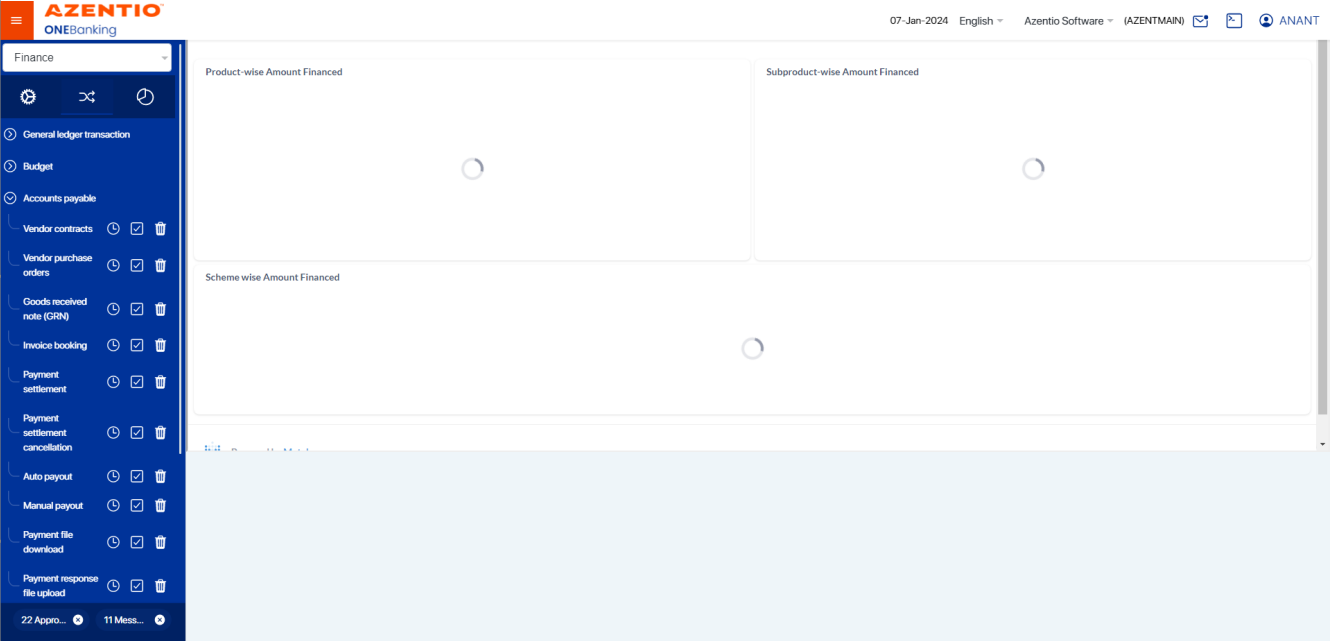 AZENTIO
ONEBanking
07-Jan-2024 English Azentio Software (AZENTMAIN) ANANT
Finance
General ledger transaction
Budget
Accounts payable
Vendor contracts
Vendor purchase
orders
Goods received
note (GRN)
Invoice booking
Payment
settlement
Payment
settlement
cancellation
Auto payout
Manual payout
Payment file
download
Payment response
file upload
22 Appro... 11 Mess...
Product-wise Amount Financed
Subproduct-wise Amount Financed
Scheme wise Amount Financed